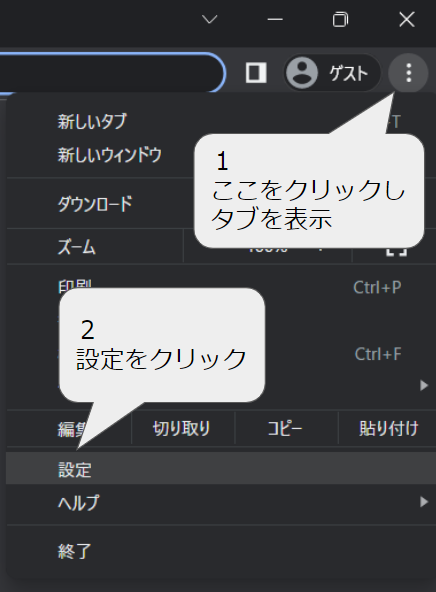 ゲスト
新しいタブ
T
新しいウィンドウ
1
ここをクリックし
タブを表示
ダウンロード
ズーム
印刷
Ctrl+P
2
設定をクリック
Ctrl+F
編集
切り取り
コピー
貼り付け
設定
ヘルプ
終了